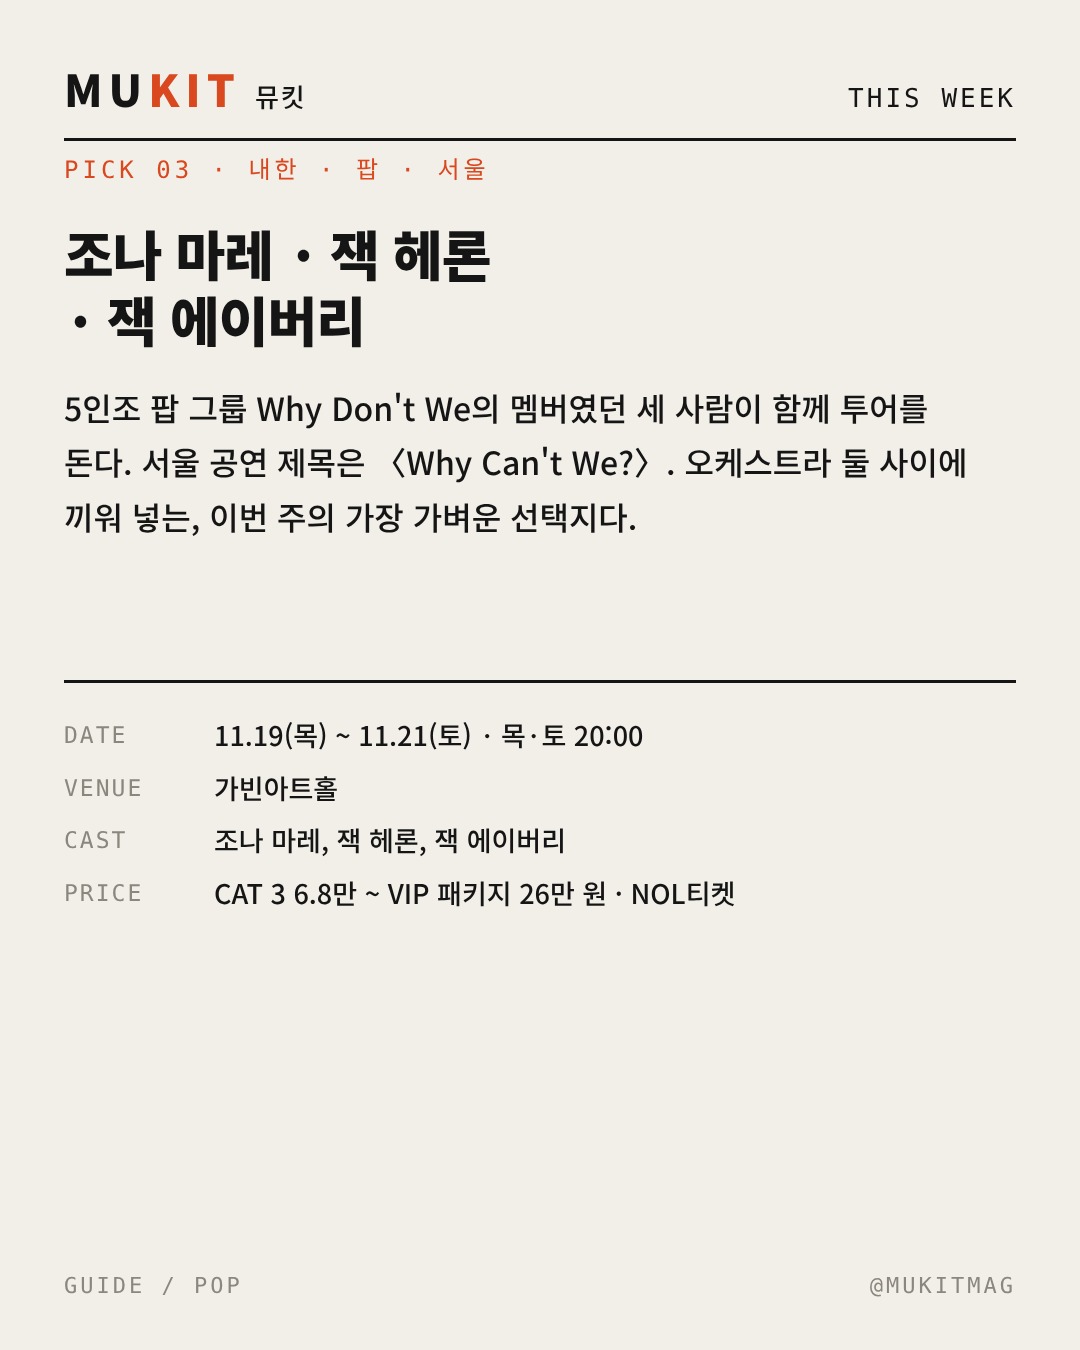 MUKIT 뮤킷
THIS WEEK
PICK 03 · 내한 · 팝 · 서울
조나 마레 · 잭 헤론
· 잭 에이버리
5인조 팝 그룹 Why Don't We의 멤버였던 세 사람이 함께 투어를
돈다. 서울 공연 제목은 〈Why Can't We?〉. 오케스트라 둘 사이에
끼워 넣는, 이번 주의 가장 가벼운 선택지다.
DATE 11.19(목) ~ 11.21(토) · 목·토 20:00
VENUE 가빈아트홀
CAST 조나 마레, 잭 헤론, 잭 에이버리
PRICE CAT 3 6.8만 ~ VIP 패키지 26만 원 · NOL티켓
GUIDE / POP
@MUKITMAG